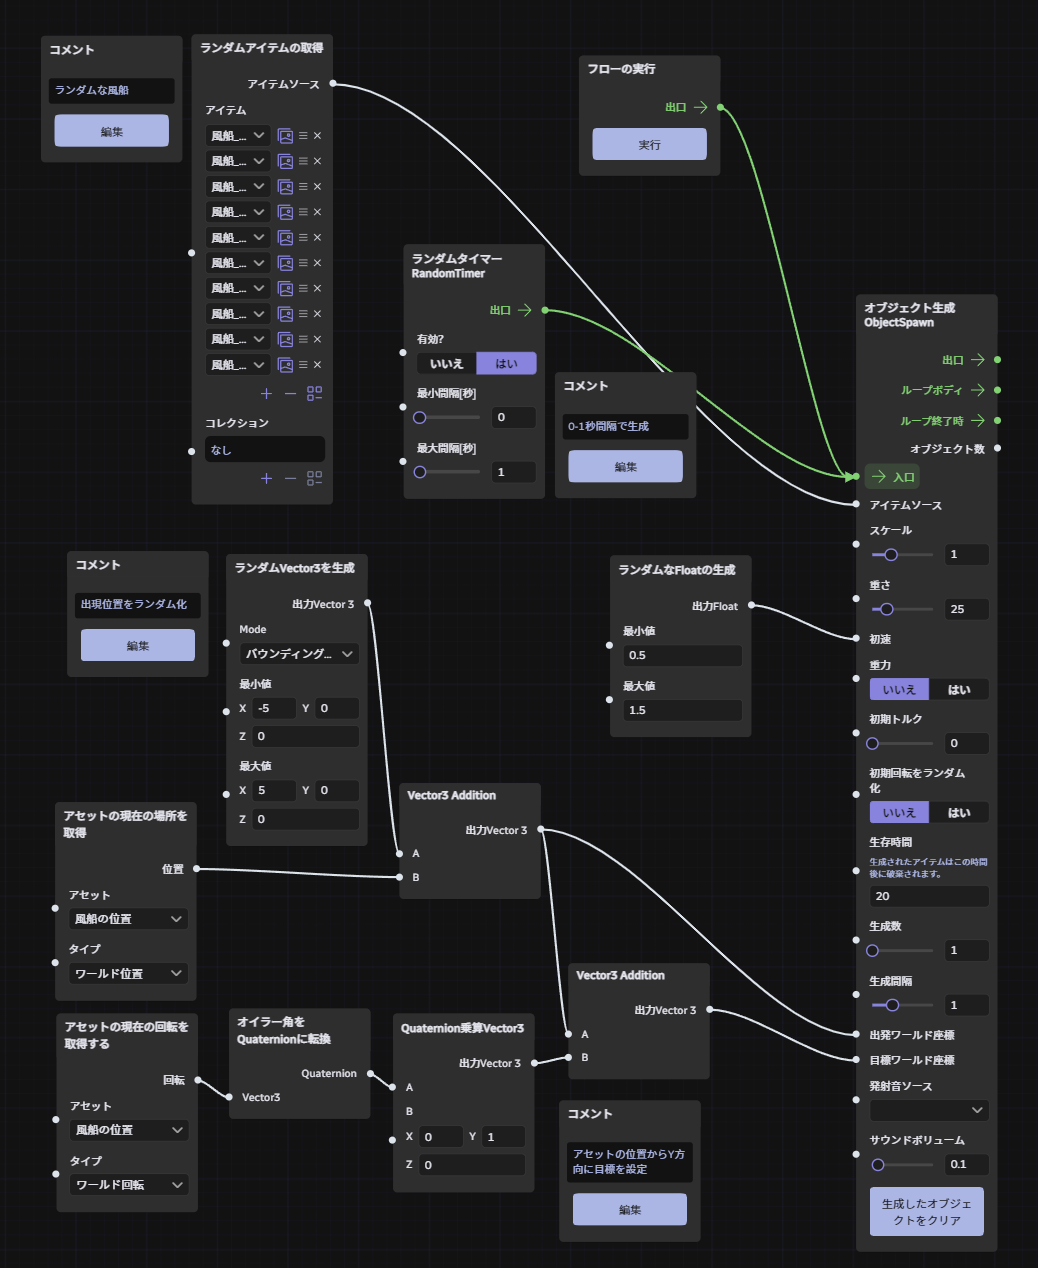 コメント
ランダムな風船
編集
ランダムアイテムの取得
アイテムソース
アイテム
風船_...
風船_...
風船_...
風船_...
風船_...
風船_...
風船_...
風船_...
風船_...
風船_...
コレクション
なし
フローの実行
出口
実行
ランダムタイマー
RandomTimer
出口
有効?
いいえ はい
最小間隔[秒]
0
最大間隔[秒]
1
コメント
0-1秒間隔で生成
編集
オブジェクト生成
ObjectSpawn
出口
ループボディ
ループ終了時
オブジェクト数
入口
アイテムソース
スケール
1
重さ
25
初速
重力
いいえ はい
初期トルク
0
初期回転をランダム
化
いいえ はい
生存時間
生成されたアイテムはこの時間
後に破棄されます。
20
生成数
1
生成間隔
1
出発ワールド座標
目標ワールド座標
発射音ソース
サウンドボリューム
0.1
生成したオブジェ
クトをクリア
コメント
出現位置をランダム化
編集
ランダムVector3を生成
出力Vector 3
Mode
バウンディング...
最小値
X -5 Y 0
Z 0
最大値
X 5 Y 0
Z 0
ランダムなFloatの生成
出力Float
最小値
0.5
最大値
1.5
アセットの現在の場所を
取得
位置
アセット
風船の位置
タイプ
ワールド位置
Vector3 Addition
出力Vector 3
A
B
アセットの現在の回転を
取得する
回転
アセット
風船の位置
タイプ
ワールド回転
オイラー角を
Quaternionに転換
Quaternion
Vector3
Quaternion乗算Vector3
出力Vector 3
A
B
X 0 Y 1
Z 0
Vector3 Addition
出力Vector 3
A
B
コメント
アセットの位置からY方
向に目標を設定
編集